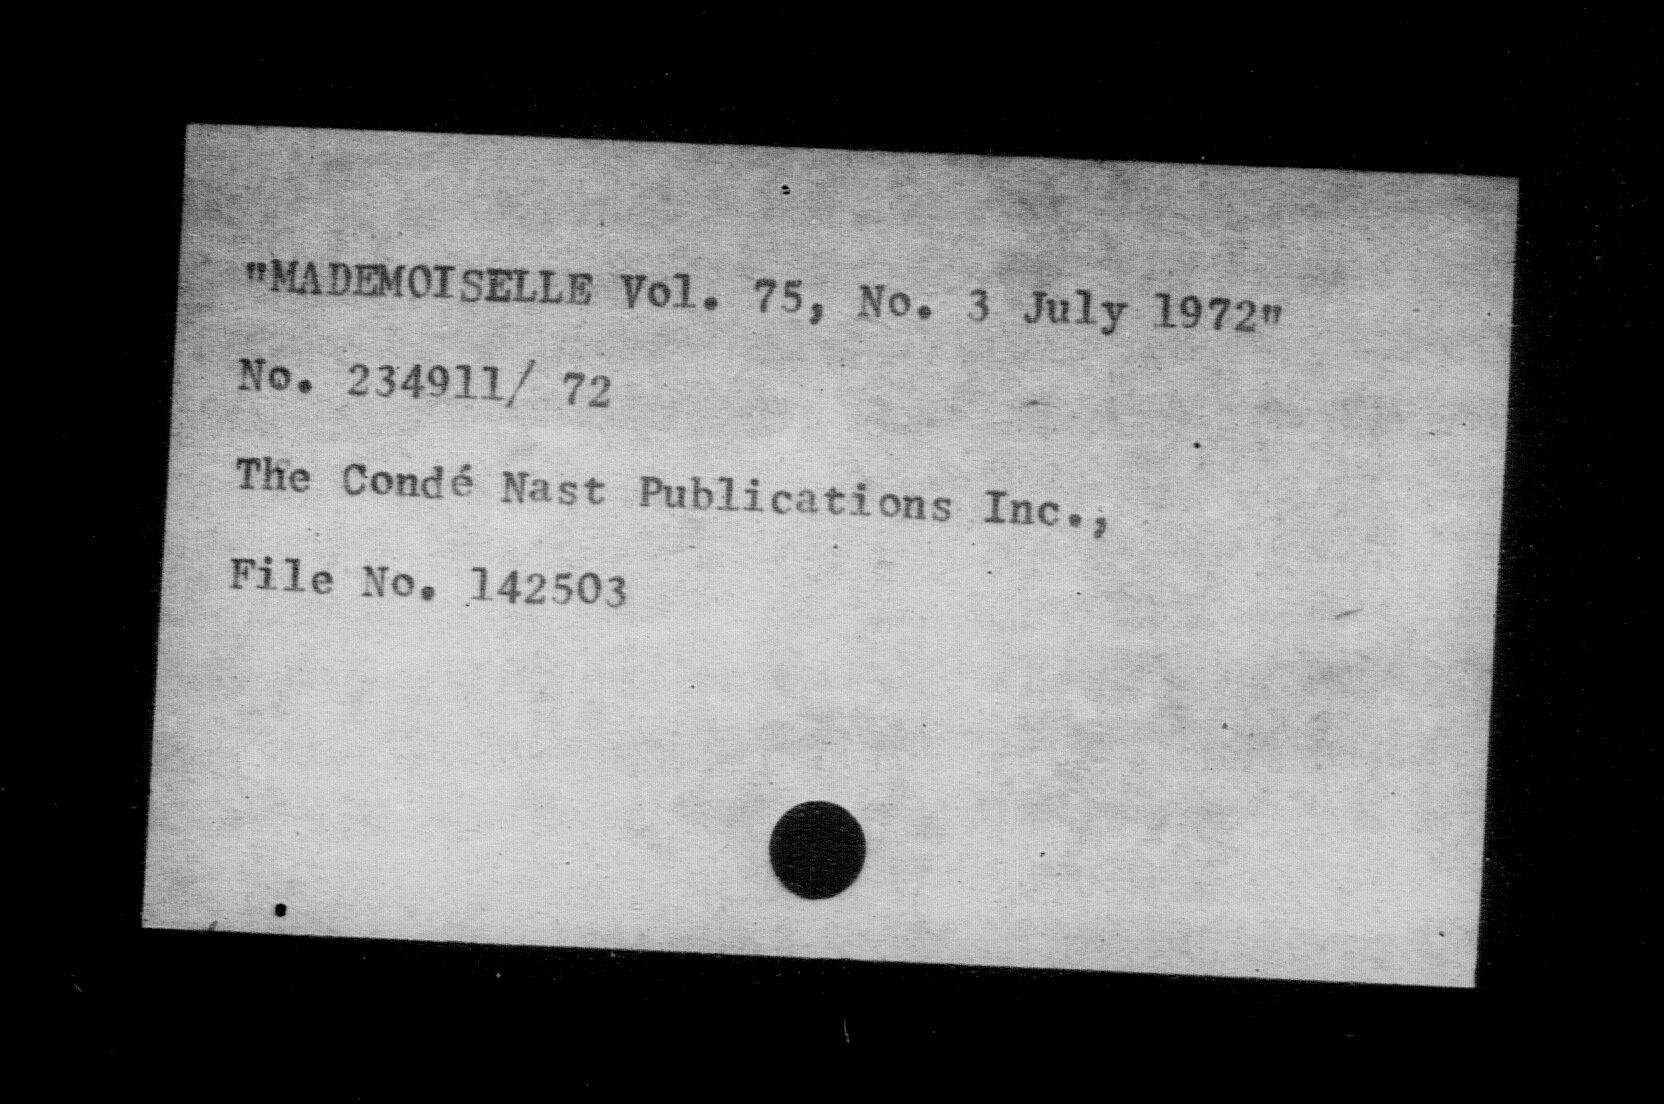 "MADEMOISELLE Vol. 75, No. 3 July 1972"
No. 234911/ 72
The Condé Nast Publications Inc.,
File No. 142503